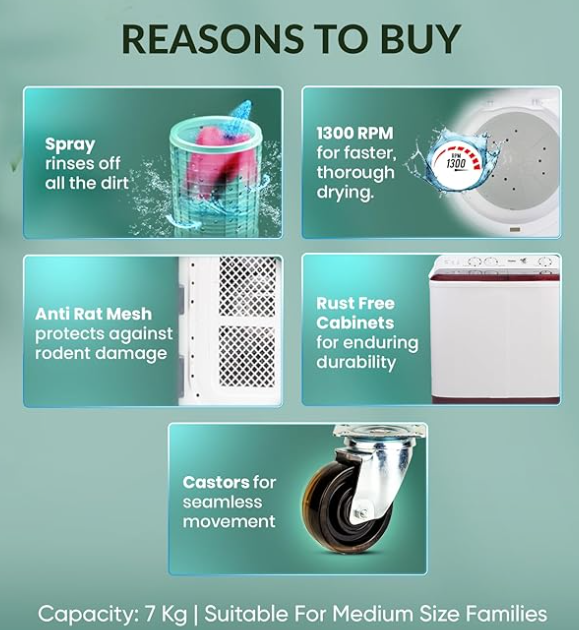 REASONS TO BUY
Spray
rinses off
all the dirt
1300 RPM
for faster,
thorough
drying.
RPM
1300
Anti Rat Mesh
protects against
rodent damage
Rust Free
Cabinets
for enduring
durability
Castors for
seamless
movement
Capacity: 7 Kg | Suitable For Medium Size Families